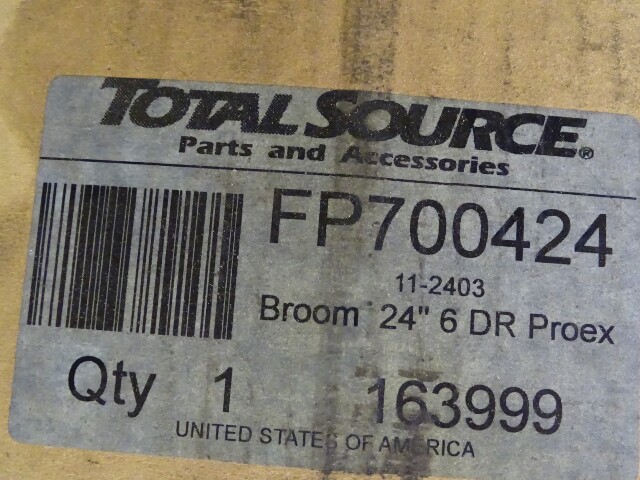 TOTALSOURCE®
Parts and Accessories
FP700424
11-2403
Broom 24" 6 DR Proex
Qty 1 163999
UNITED STATES OF AMERICA